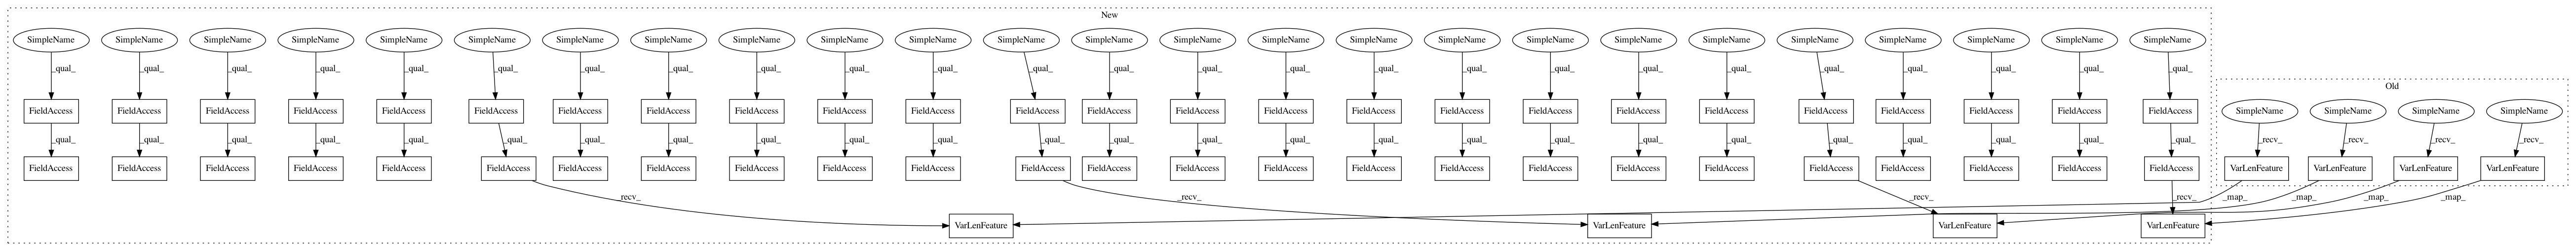 New
SimpleName SimpleName SimpleName SimpleName SimpleName SimpleName SimpleName SimpleName SimpleName SimpleName SimpleName SimpleName SimpleName SimpleName SimpleName SimpleName SimpleName SimpleName SimpleName SimpleName SimpleName SimpleName SimpleName SimpleName SimpleName
_qual_ _qual_ _qual_ _qual_ _qual_ _qual_ _qual_ _qual_ _qual_ _qual_ _qual_ _qual_ _qual_ _qual_ _qual_ _qual_ _qual_ _qual_ _qual_ _qual_ _qual_ _qual_ _qual_ _qual_ _qual_
Old
FieldAccess FieldAccess FieldAccess FieldAccess FieldAccess FieldAccess FieldAccess FieldAccess FieldAccess FieldAccess FieldAccess FieldAccess FieldAccess FieldAccess FieldAccess FieldAccess FieldAccess FieldAccess FieldAccess FieldAccess FieldAccess FieldAccess FieldAccess FieldAccess FieldAccess SimpleName SimpleName SimpleName SimpleName
_qual_ _qual_ _qual_ _qual_ _qual_ _qual_ _qual_ _qual_ _qual_ _qual_ _qual_ _qual_ _qual_ _qual_ _qual_ _qual_ _qual_ _qual_ _qual_ _qual_ _qual_ _qual_ _qual_ _qual_ _qual_ _recv_ _recv_ _recv_ _recv_
FieldAccess FieldAccess FieldAccess FieldAccess FieldAccess FieldAccess FieldAccess FieldAccess FieldAccess FieldAccess FieldAccess FieldAccess FieldAccess FieldAccess FieldAccess FieldAccess FieldAccess FieldAccess FieldAccess FieldAccess FieldAccess FieldAccess FieldAccess FieldAccess FieldAccess VarLenFeature VarLenFeature VarLenFeature VarLenFeature
_recv_ _recv_ _recv_ _recv_ _map_ _map_ _map_ _map_
VarLenFeature VarLenFeature VarLenFeature VarLenFeature